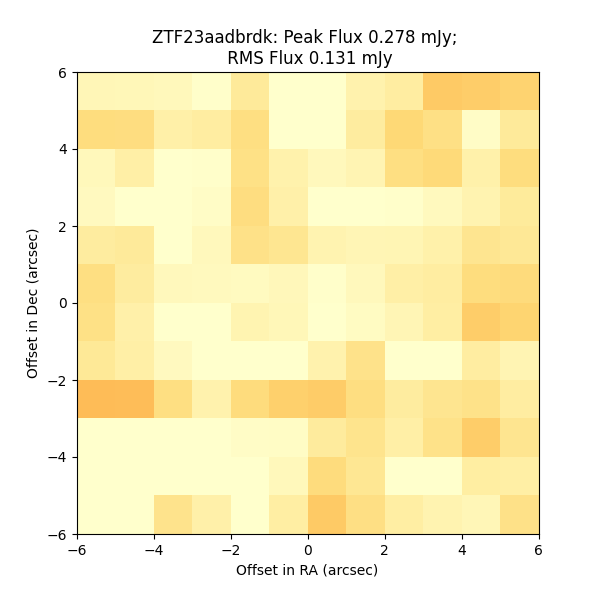 ZTF23aadbrdk: Peak Flux 0.278 mJy;
RMS Flux 0.131 mJy
6
4
2
0
−2
−4
−6
Offset in Dec (arcsec)
−6 −4 −2 0 2 4 6
Offset in RA (arcsec)